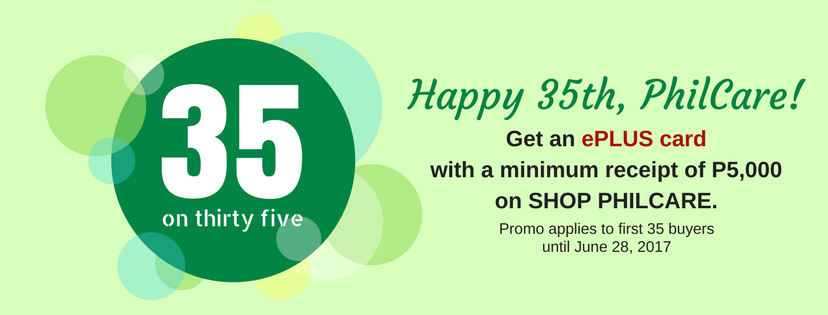 35
on thirty five
Happy 35th, PhilCare!
Get an ePLUS card
with a minimum receipt of P5,000
on SHOP PHILCARE.
Promo applies to first 35 buyers
until June 28, 2017